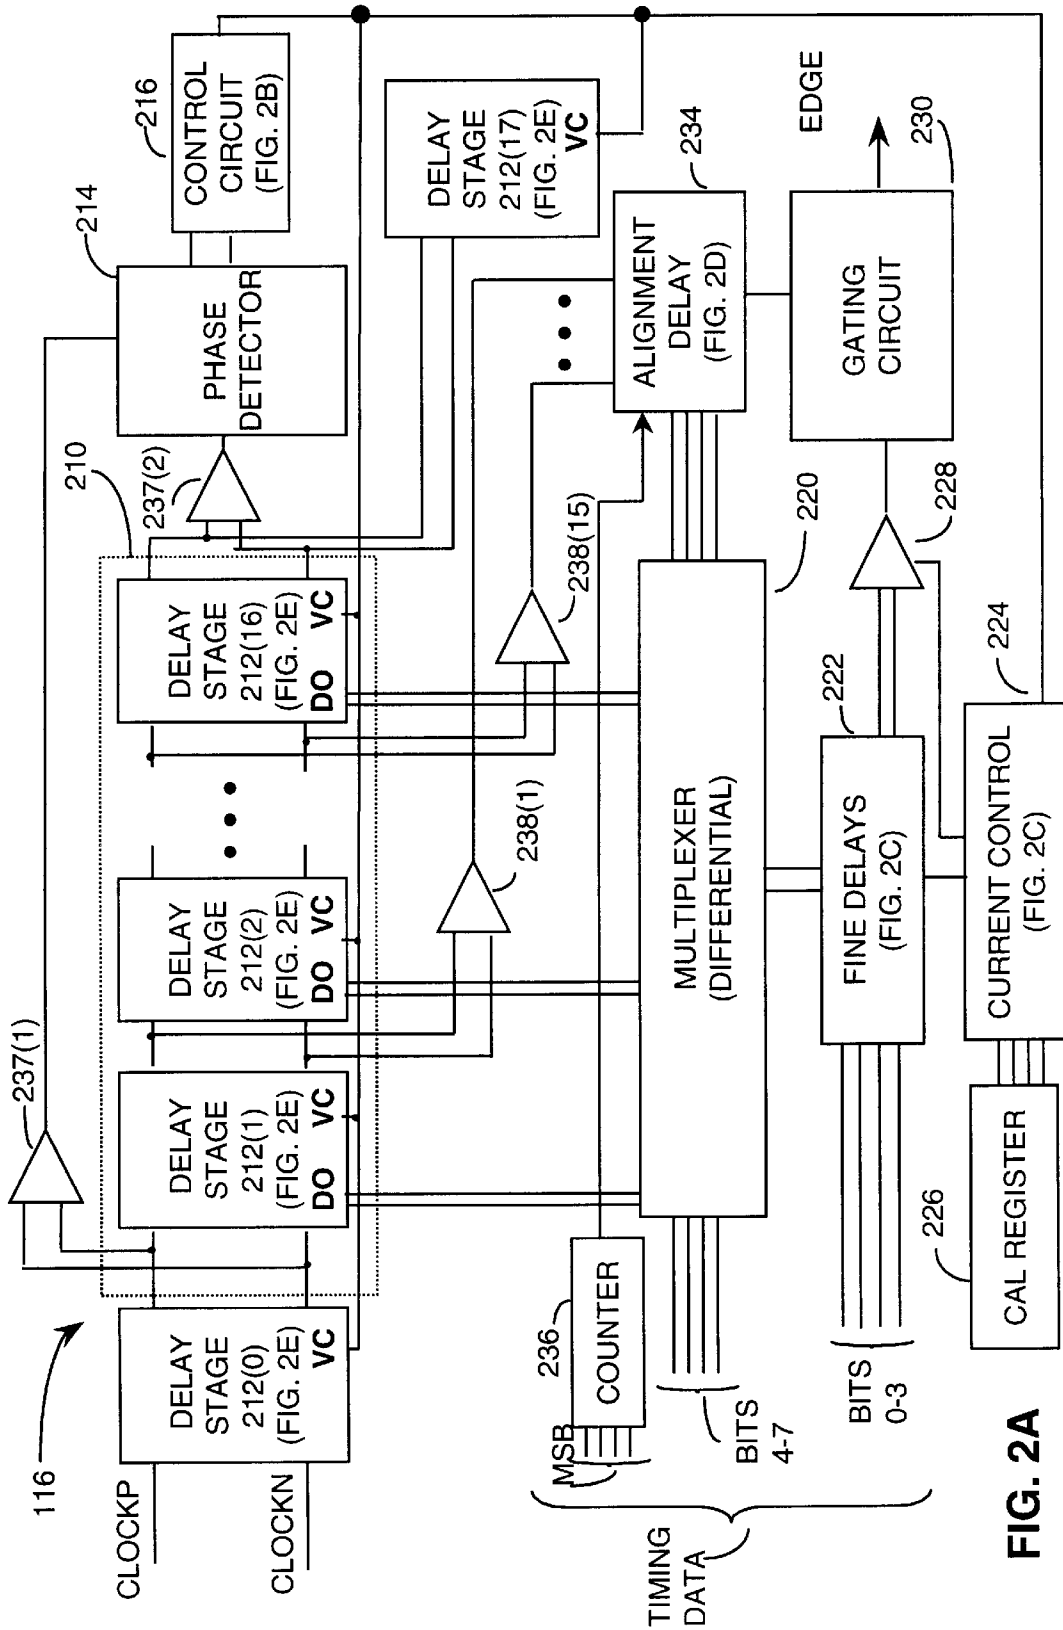 116
CLOCKP
CLOCKN
DELAY
STAGE
212(0)
(FIG. 2E)
VC
237(1)
DELAY
STAGE
212(1)
(FIG. 2E)
DO VC
DELAY
STAGE
212(2)
(FIG. 2E)
DO VC
DELAY
STAGE
212(16)
(FIG. 2E)
DO VC
210
237(2)
PHASE
DETECTOR
214
CONTROL
CIRCUIT
(FIG. 2B)
216
DELAY
STAGE
212(17)
(FIG. 2E)
VC
238(1)
238(15)
ALIGNMENT
DELAY
(FIG. 2D)
234
EDGE
GATING
CIRCUIT
230
TIMING
DATA
MSB
COUNTER
236
BITS
4-7
MULTIPLEXER
(DIFFERENTIAL)
220
BITS
0-3
FINE DELAYS
(FIG. 2C)
222
228
CAL REGISTER
226
CURRENT CONTROL
(FIG. 2C)
224
FIG. 2A